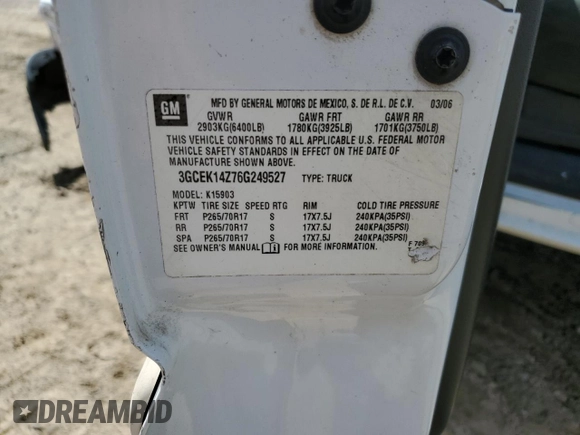 GM
MFD BY GENERAL MOTORS DE MEXICO, S. DE R.L. DE C.V. 03/06
GVWR GAWR FRT GAWR RR
2903KG(6400LB) 1780KG(3925LB) 1701KG(3750LB)
THIS VEHICLE CONFORMS TO ALL APPLICABLE U.S. FEDERAL MOTOR
VEHICLE SAFETY STANDARDS IN EFFECT ON THE DATE OF
MANUFACTURE SHOWN ABOVE.
3GCEK14Z76G249527 TYPE: TRUCK
MODEL: K15903
KPTW TIRE SIZE SPEED RTG RIM COLD TIRE PRESSURE
FRT P265/70R17 S 17X7.5J 240KPA(35PSI)
RR P265/70R17 S 17X7.5J 240KPA(35PSI)
SPA P265/70R17 S 17X7.5J 240KPA(35PSI)
SEE OWNER'S MANUAL FOR MORE INFORMATION.
DREAMBID